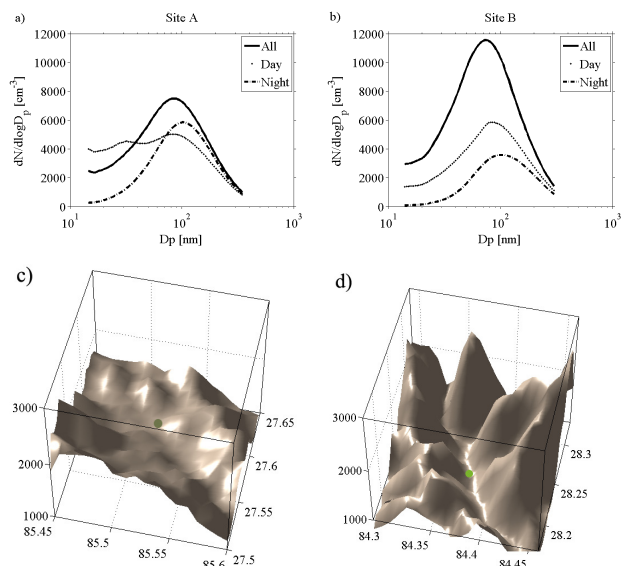 a) Site A
12000
10000
8000
6000
4000
2000
0
dN/dlogDp [cm-3]
All
Day
Night
10^1 10^2 10^3
Dp [nm]
b) Site B
12000
10000
8000
6000
4000
2000
0
dN/dlogDp [cm-3]
All
Day
Night
10^1 10^2 10^3
Dp [nm]
c)
3000
2000
1000
85.45
85.5
85.55
85.6
27.5
27.55
27.6
27.65
d)
3000
2000
1000
84.3
84.35
84.4
84.45
28.2
28.25
28.3